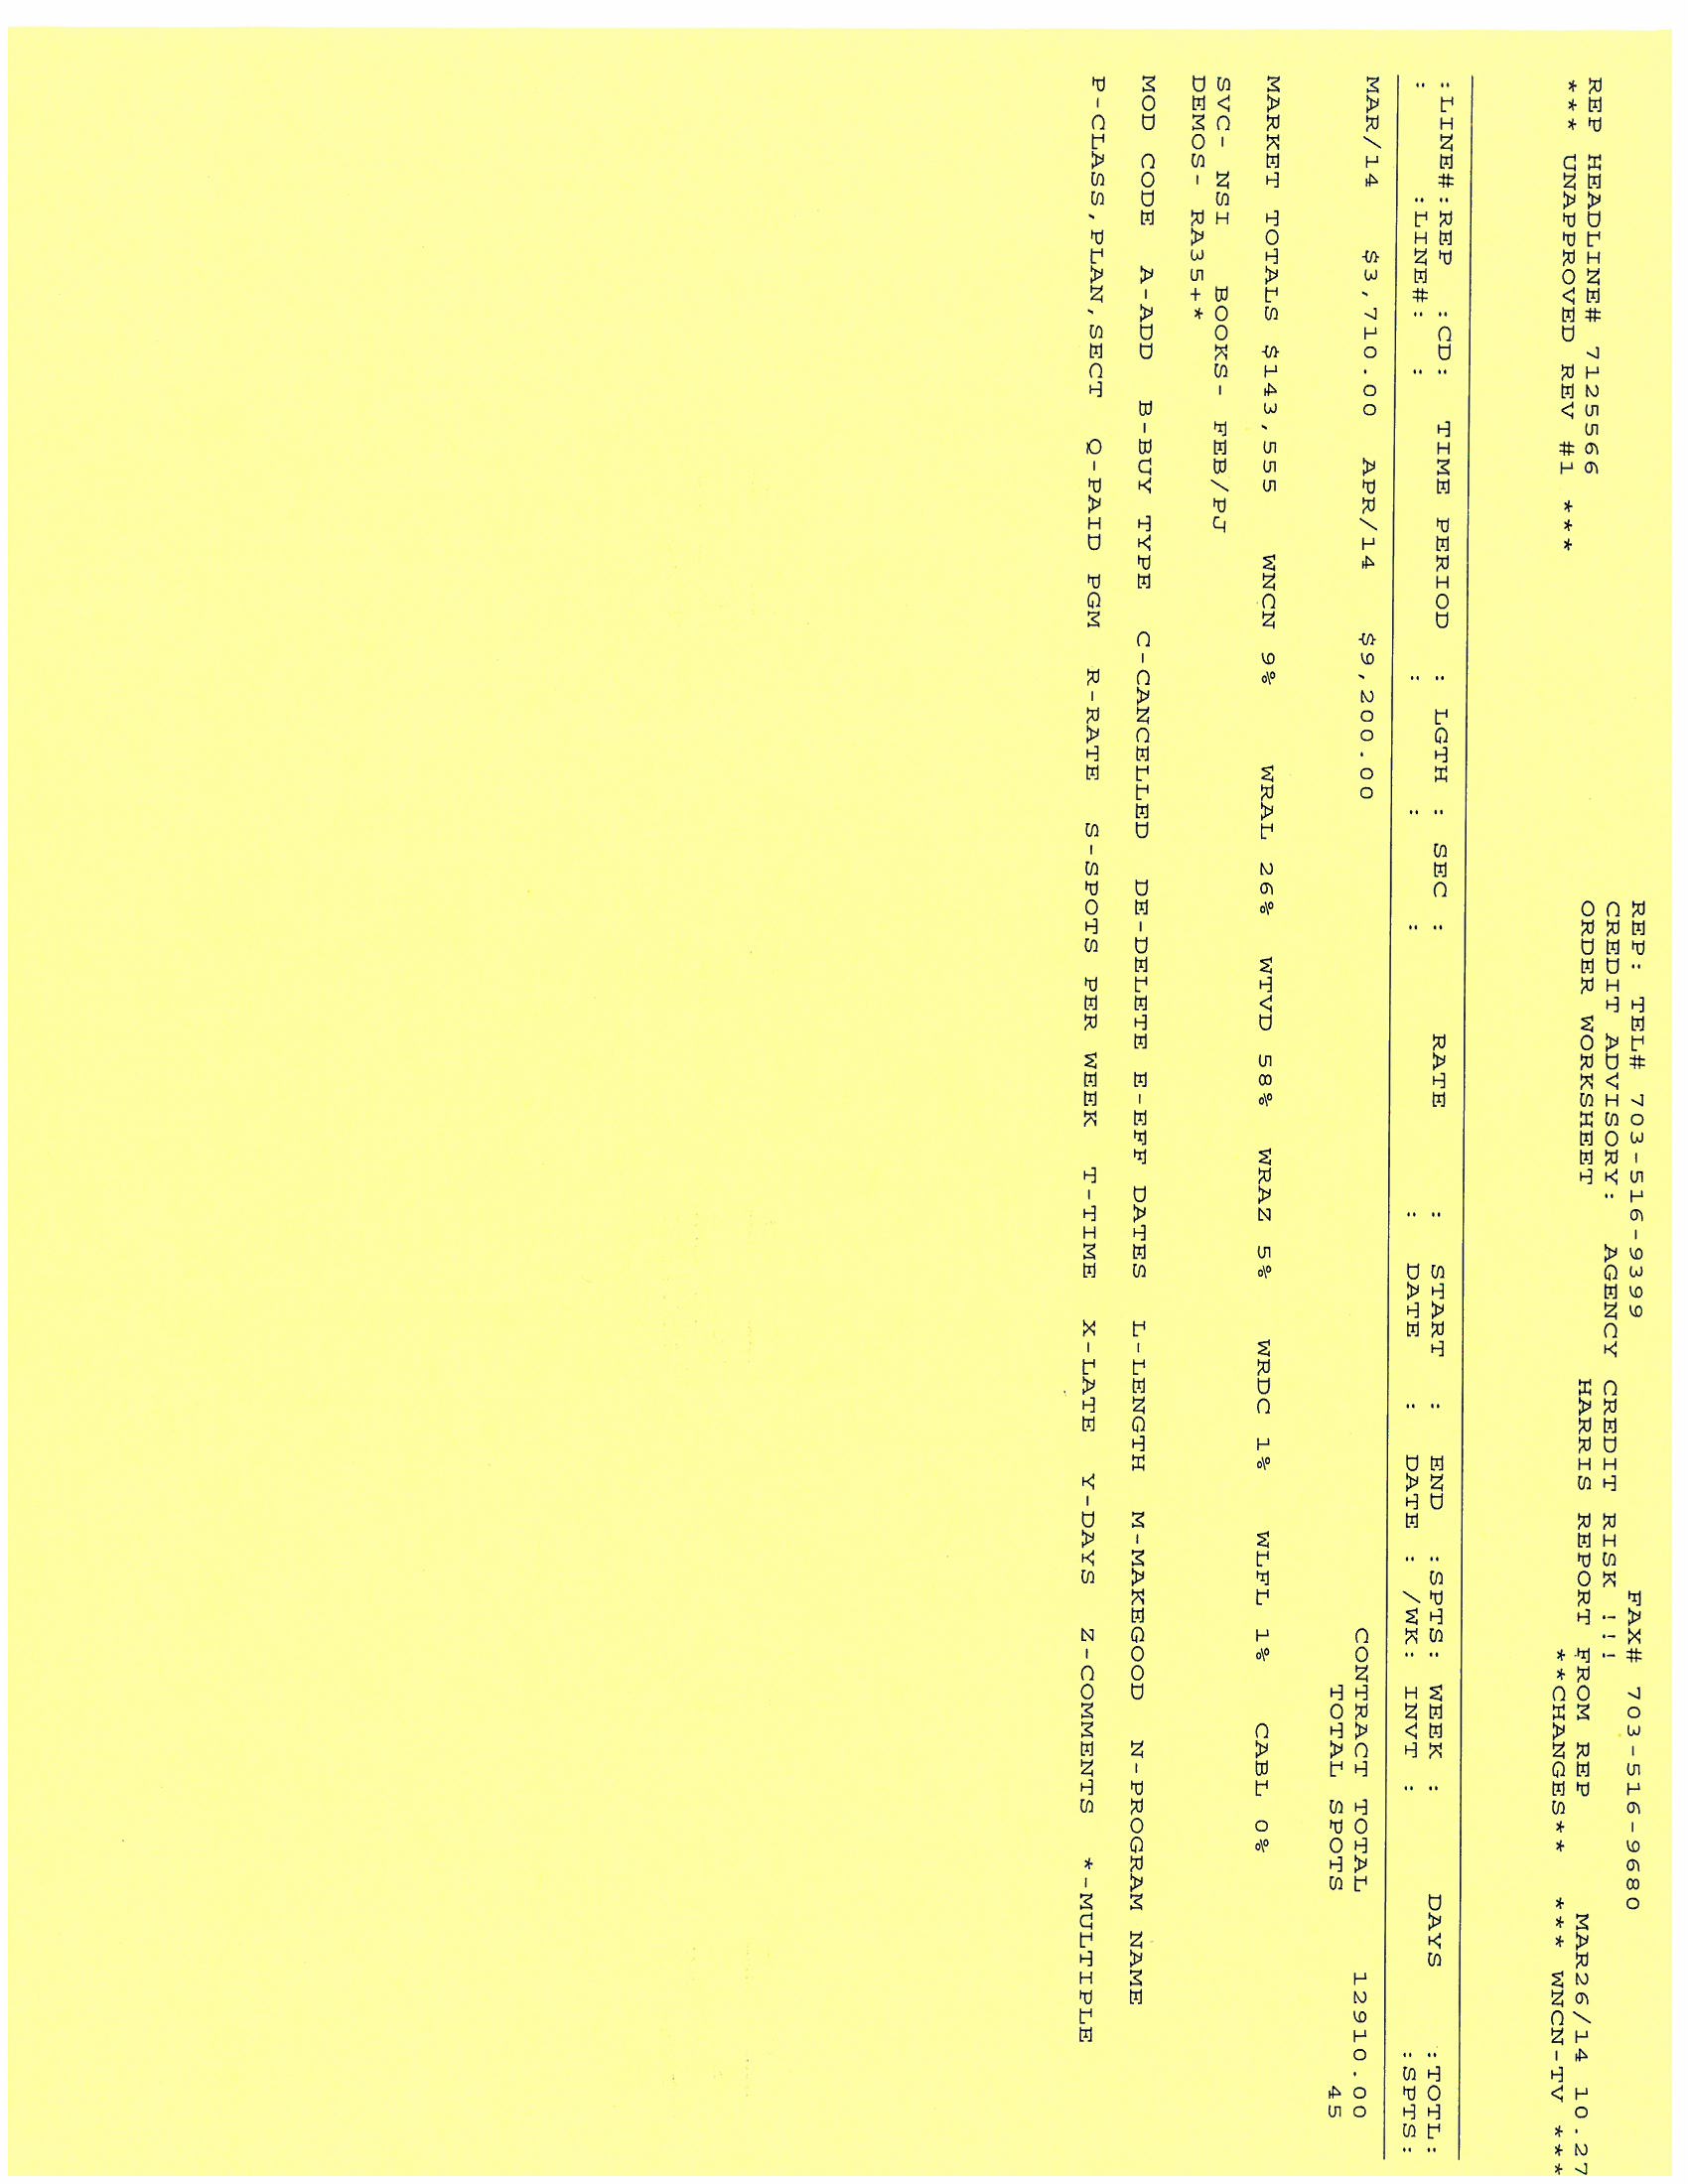 REP: TEL# 703-516-9399 FAX# 703-516-9680
CREDIT ADVISORY: AGENCY CREDIT RISK !!!
REP HEADLINE# 7125566 ORDER WORKSHEET HARRIS REPORT FROM REP MAR26/14 10.27
*** UNAPPROVED REV #1 *** **CHANGES** *** WNCN-TV ***
:LINE#:REP :CD: TIME PERIOD : LGTH : SEC : RATE : START : END :SPTS: WEEK : DAYS :TOTL:
: :LINE#: : : : : : DATE : DATE : /WK: INVT : :SPTS:
MAR/14 $3,710.00 APR/14 $9,200.00 CONTRACT TOTAL 12910.00
TOTAL SPOTS 45
MARKET TOTALS $143,555 WNCN 9% WRAL 26% WTVD 58% WRAZ 5% WRDC 1% WLFL 1% CABL 0%
SVC- NSI BOOKS- FEB/PJ
DEMOS- RA35+*
MOD CODE A-ADD B-BUY TYPE C-CANCELLED DE-DELETE E-EFF DATES L-LENGTH M-MAKEGOOD N-PROGRAM NAME
P-CLASS,PLAN,SECT Q-PAID PGM R-RATE S-SPOTS PER WEEK T-TIME X-LATE Y-DAYS Z-COMMENTS *-MULTIPLE